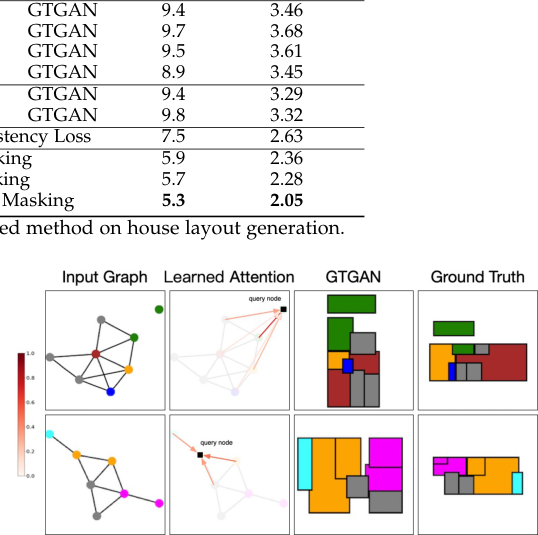 GTGAN 9.4 3.46
GTGAN 9.7 3.68
GTGAN 9.5 3.61
GTGAN 8.9 3.45
GTGAN 9.4 3.29
GTGAN 9.8 3.32
stency Loss 7.5 2.63
king 5.9 2.36
king 5.7 2.28
Masking 5.3 2.05
ed method on house layout generation.
Input Graph Learned Attention GTGAN Ground Truth
query node
1.0
0.8
0.6
0.4
0.2
0.0
query node